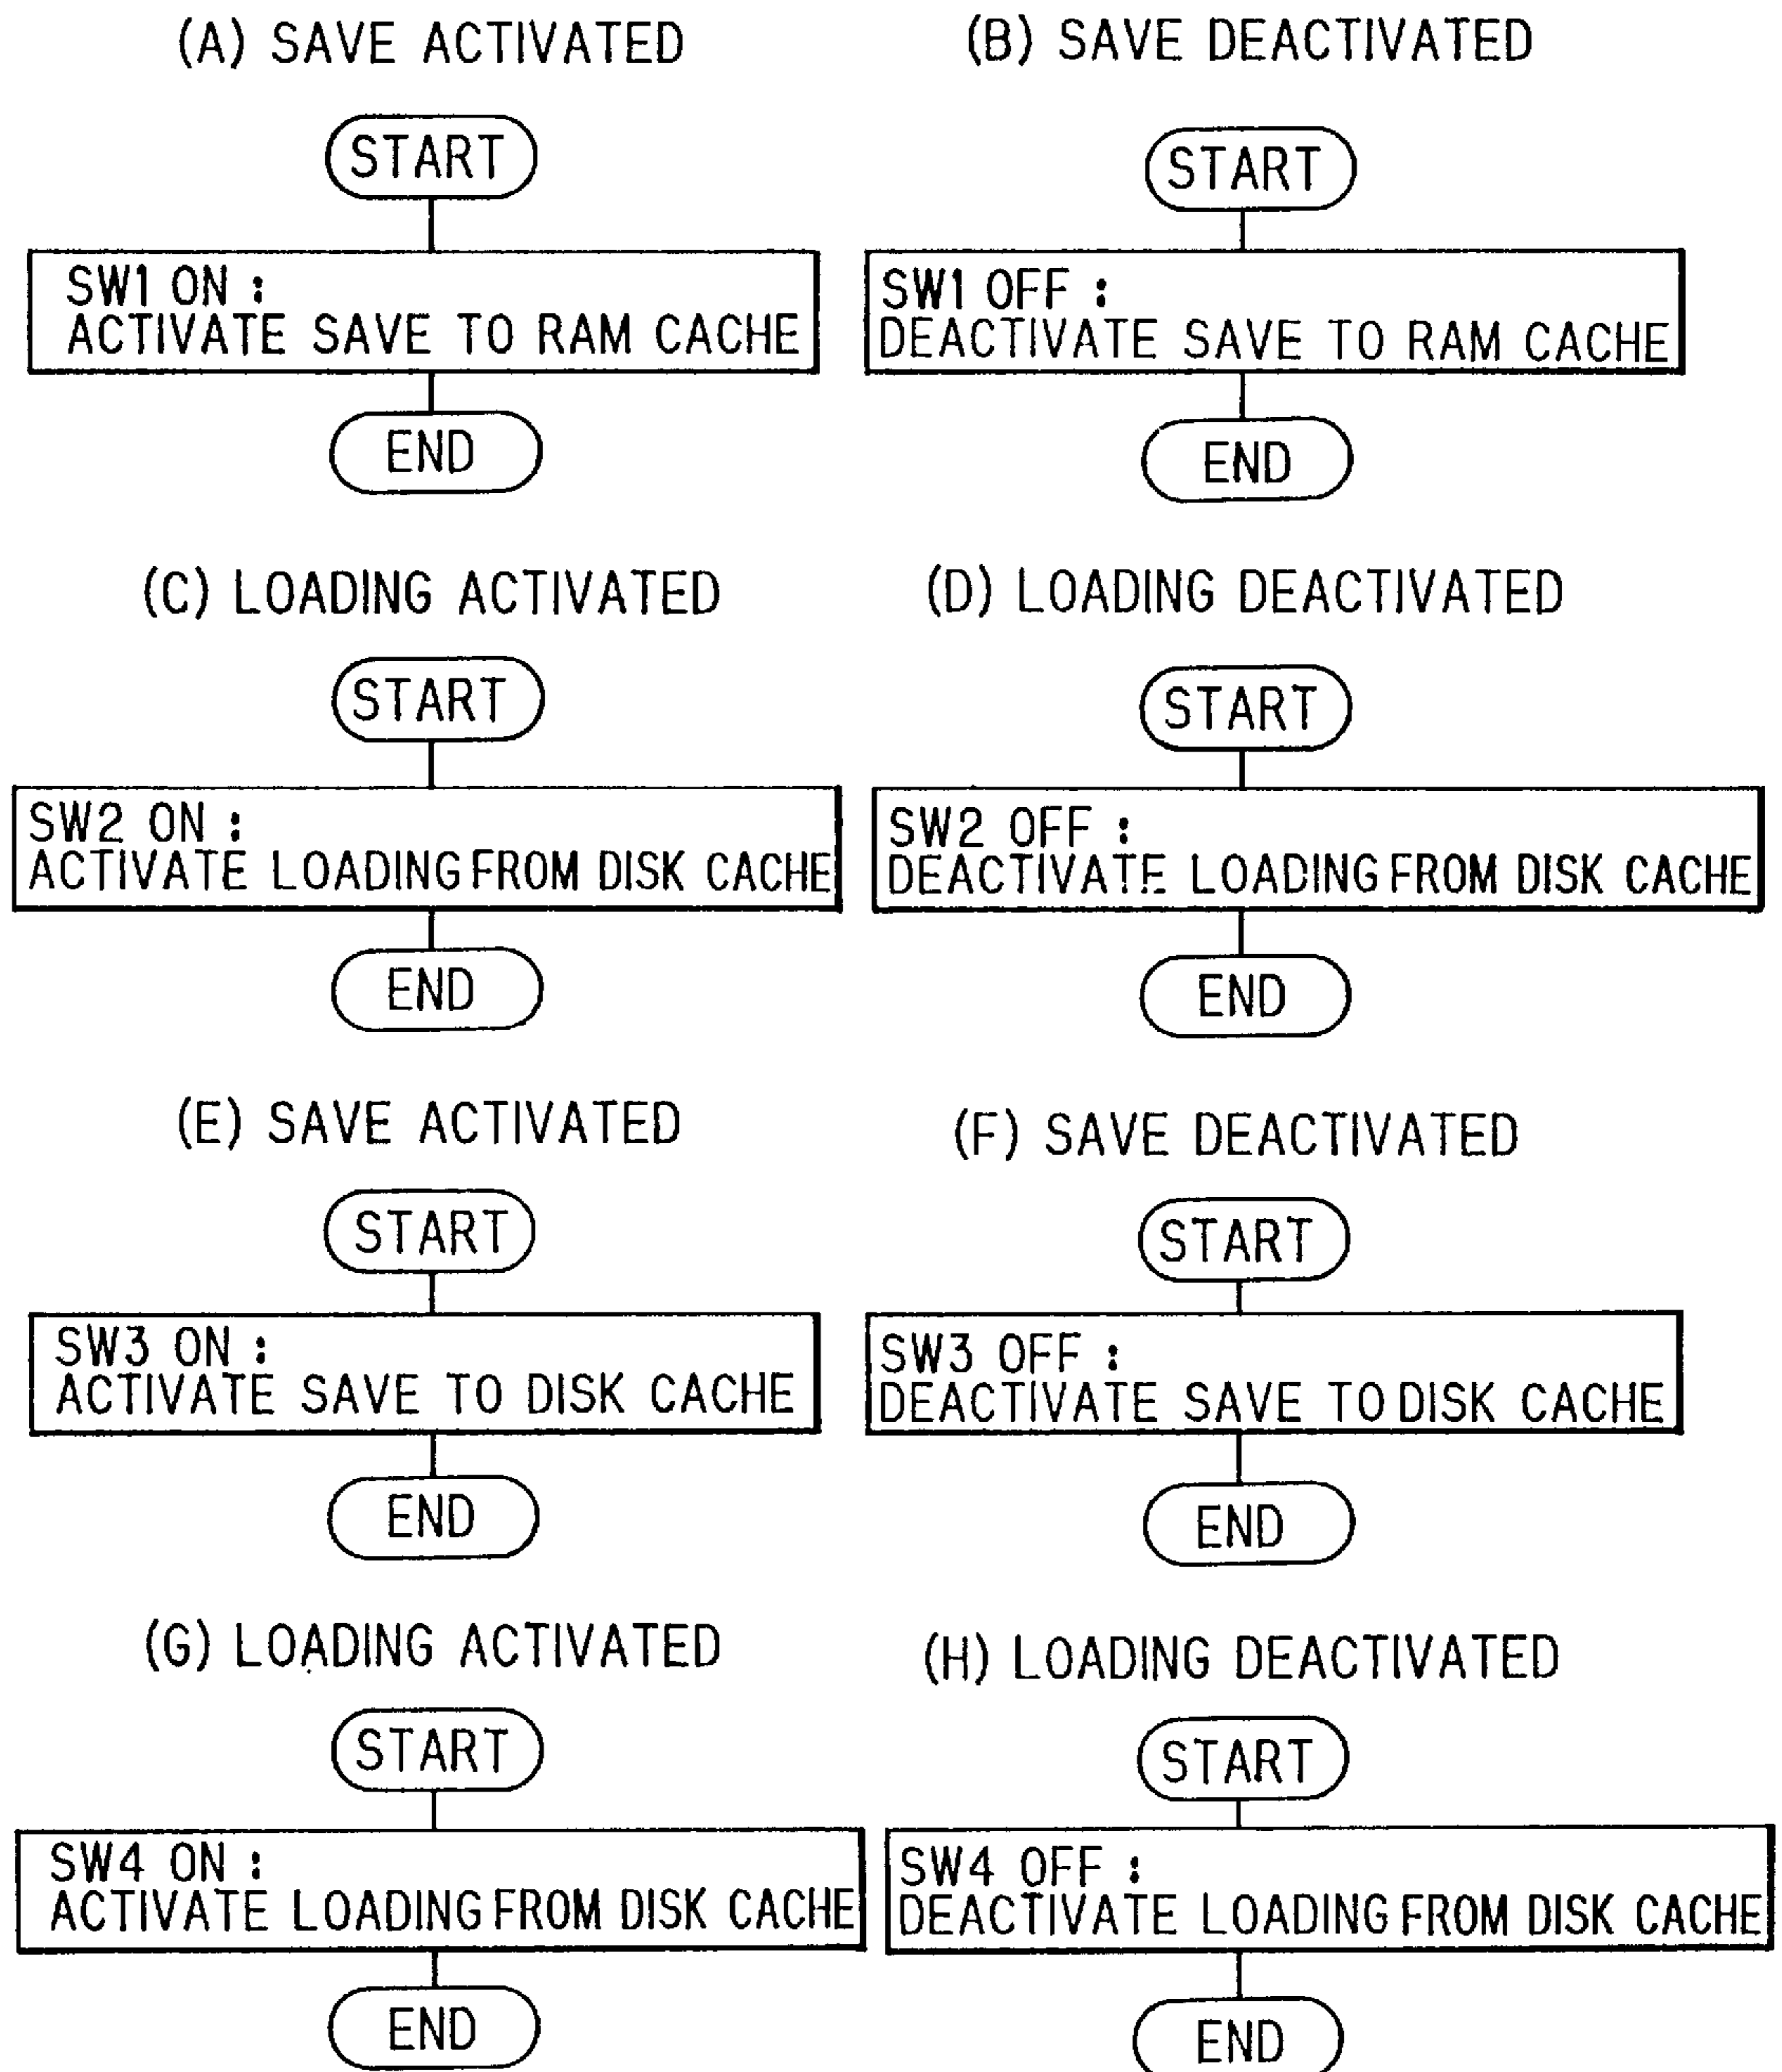 (A) SAVE ACTIVATED
START
SW1 ON :
ACTIVATE SAVE TO RAM CACHE
END
(B) SAVE DEACTIVATED
START
SW1 OFF :
DEACTIVATE SAVE TO RAM CACHE
END
(C) LOADING ACTIVATED
START
SW2 ON :
ACTIVATE LOADING FROM DISK CACHE
END
(D) LOADING DEACTIVATED
START
SW2 OFF :
DEACTIVATE LOADING FROM DISK CACHE
END
(E) SAVE ACTIVATED
START
SW3 ON :
ACTIVATE SAVE TO DISK CACHE
END
(F) SAVE DEACTIVATED
START
SW3 OFF :
DEACTIVATE SAVE TO DISK CACHE
END
(G) LOADING ACTIVATED
START
SW4 ON :
ACTIVATE LOADING FROM DISK CACHE
END
(H) LOADING DEACTIVATED
START
SW4 OFF :
DEACTIVATE LOADING FROM DISK CACHE
END